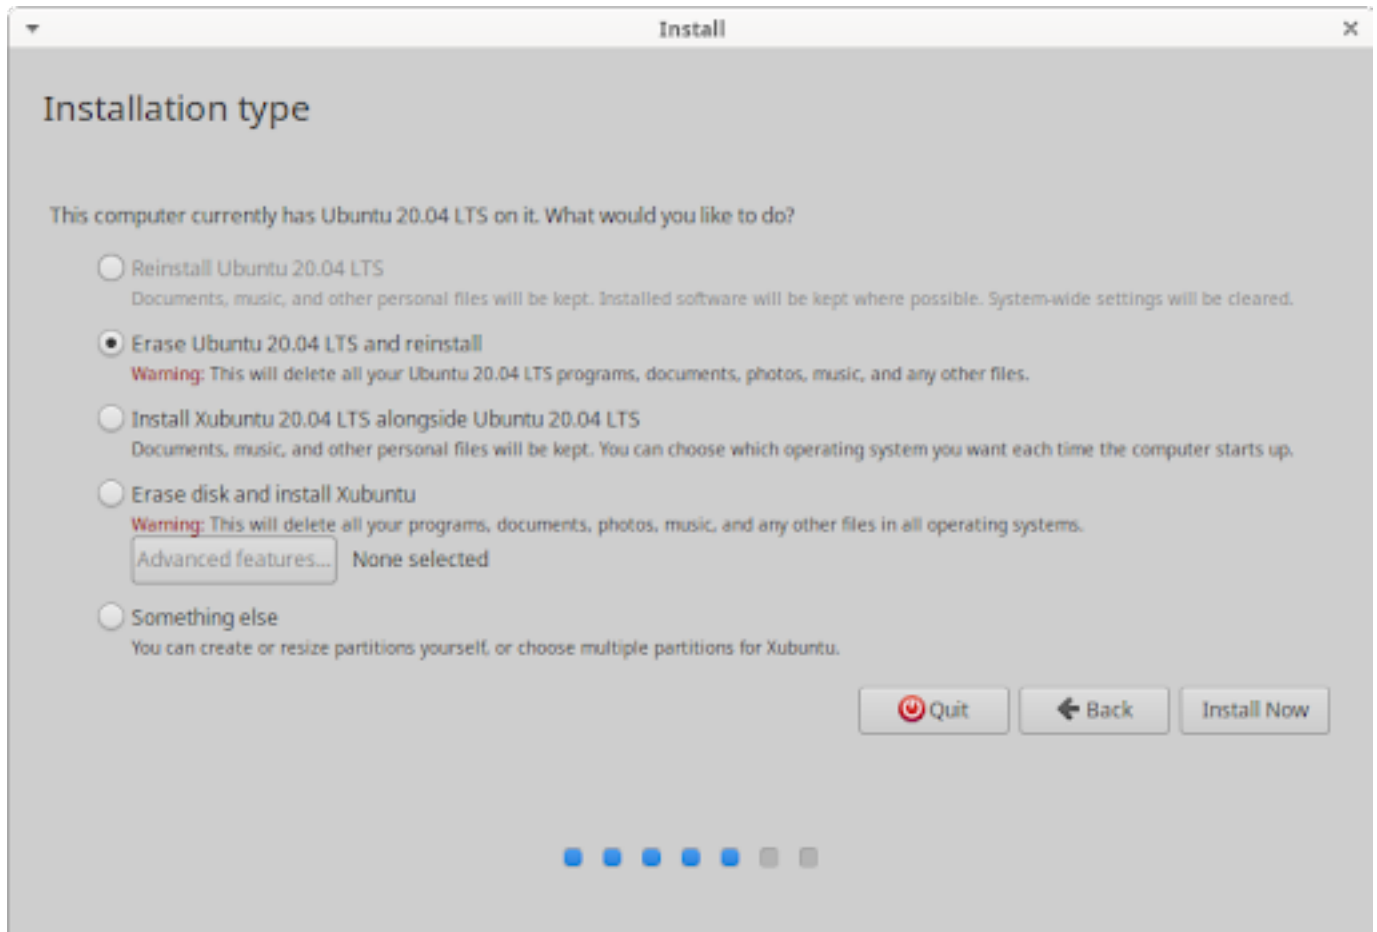 Install
Installation type
This computer currently has Ubuntu 20.04 LTS on it. What would you like to do?
Reinstall Ubuntu 20.04 LTS
Documents, music, and other personal files will be kept. Installed software will be kept where possible. System-wide settings will be cleared.
Erase Ubuntu 20.04 LTS and reinstall
Warning: This will delete all your Ubuntu 20.04 LTS programs, documents, photos, music, and any other files.
Install Xubuntu 20.04 LTS alongside Ubuntu 20.04 LTS
Documents, music, and other personal files will be kept. You can choose which operating system you want each time the computer starts up.
Erase disk and install Xubuntu
Warning: This will delete all your programs, documents, photos, music, and any other files in all operating systems.
Advanced features... None selected
Something else
You can create or resize partitions yourself, or choose multiple partitions for Xubuntu.
Quit Back Install Now